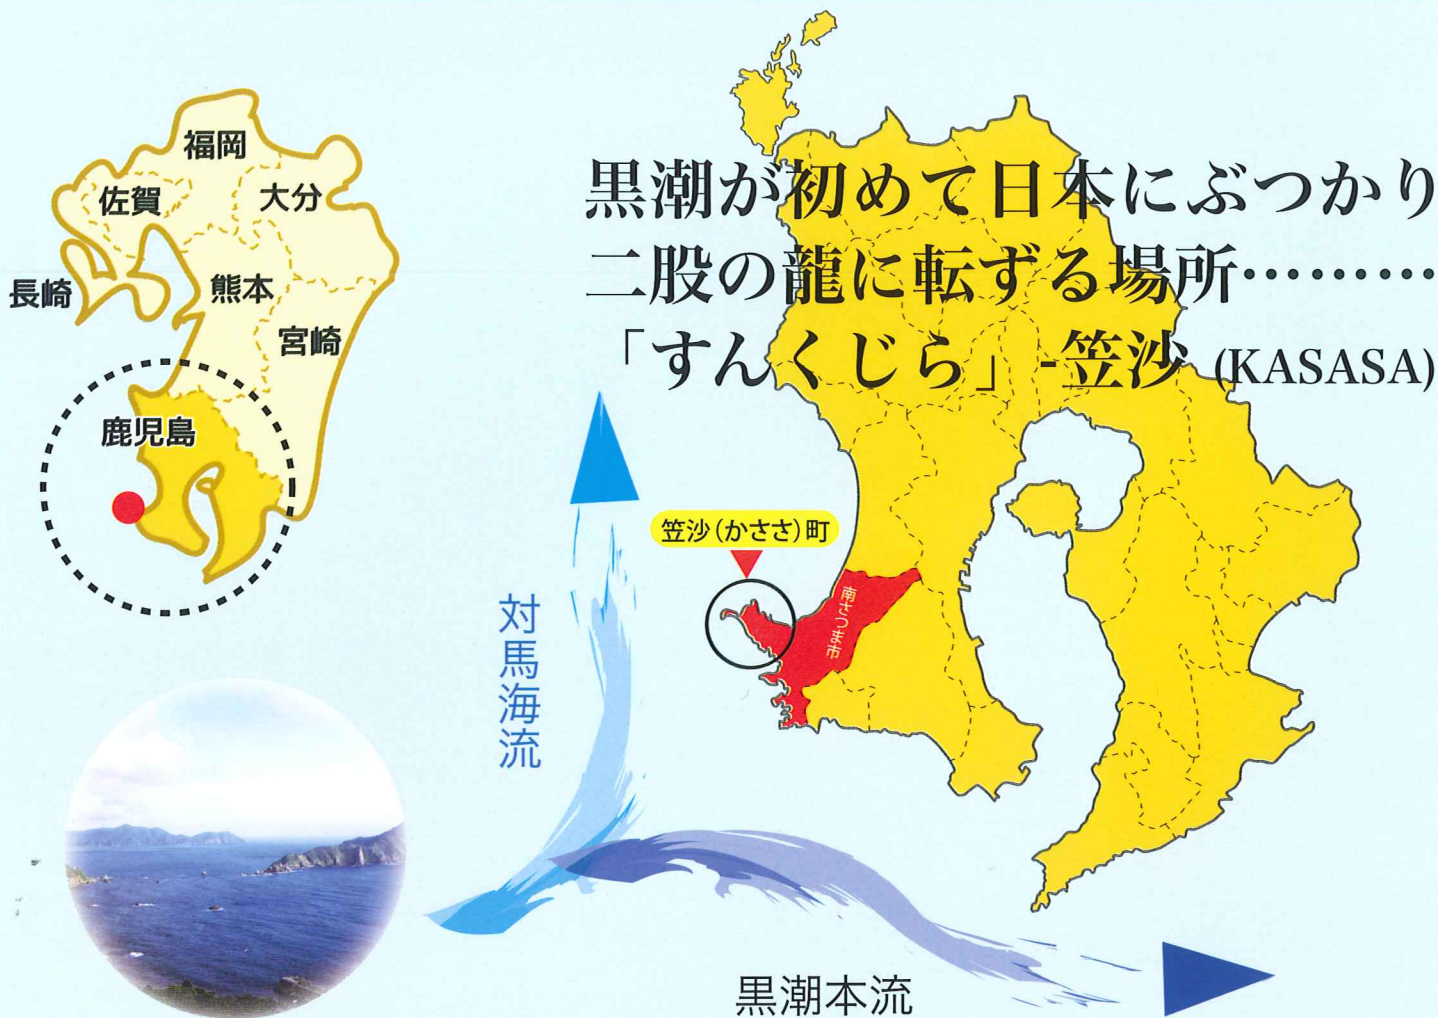 福岡
佐賀
大分
長崎
熊本
宮崎
鹿児島
黒潮が初めて日本にぶつかり
二股の龍に転ずる場所………
「すんくじら」-笠沙 (KASASA)
笠沙(かささ)町
南さつま市
対馬海流
黒潮本流